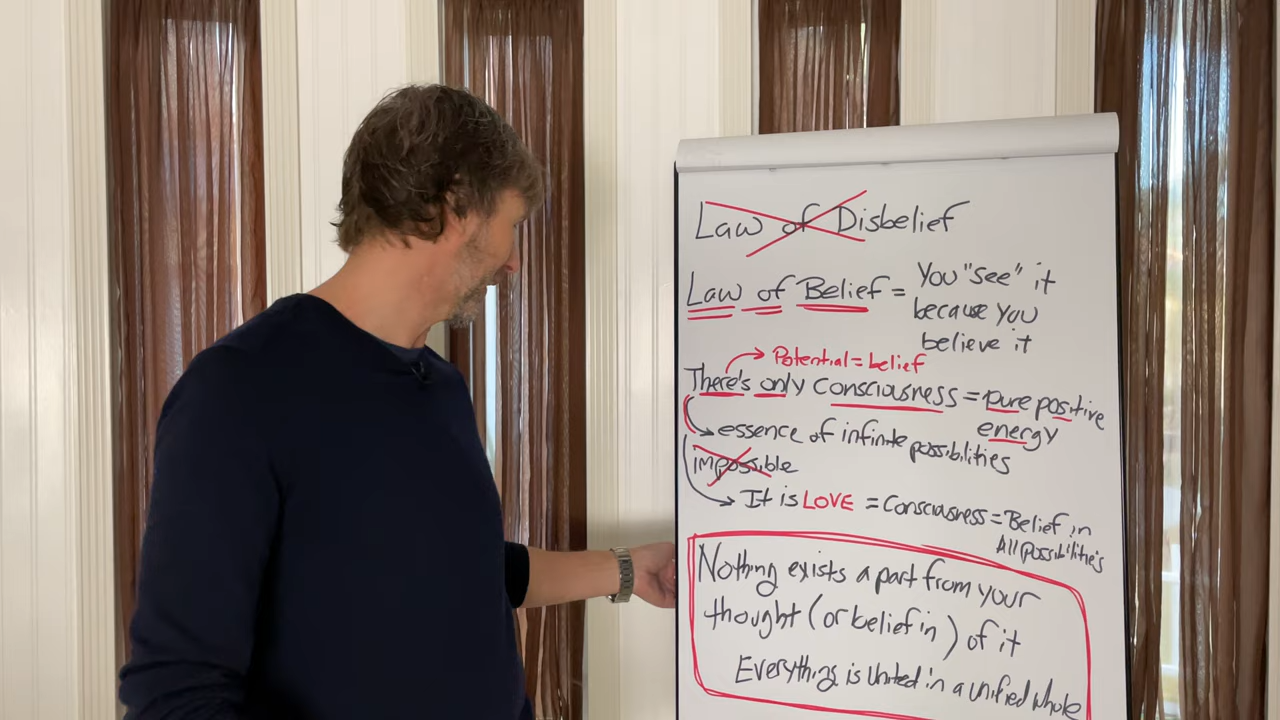 Law of Disbelief
Law of Belief = You "see" it
because you
believe it
Potential = belief
There's only Consciousness = pure positive
energy
essence of infinite possibilities
impossible
It is LOVE = Consciousness = Belief in
All possibilities
Nothing exists a part from your
thought (or belief in) of it
Everything is United in a unified whole